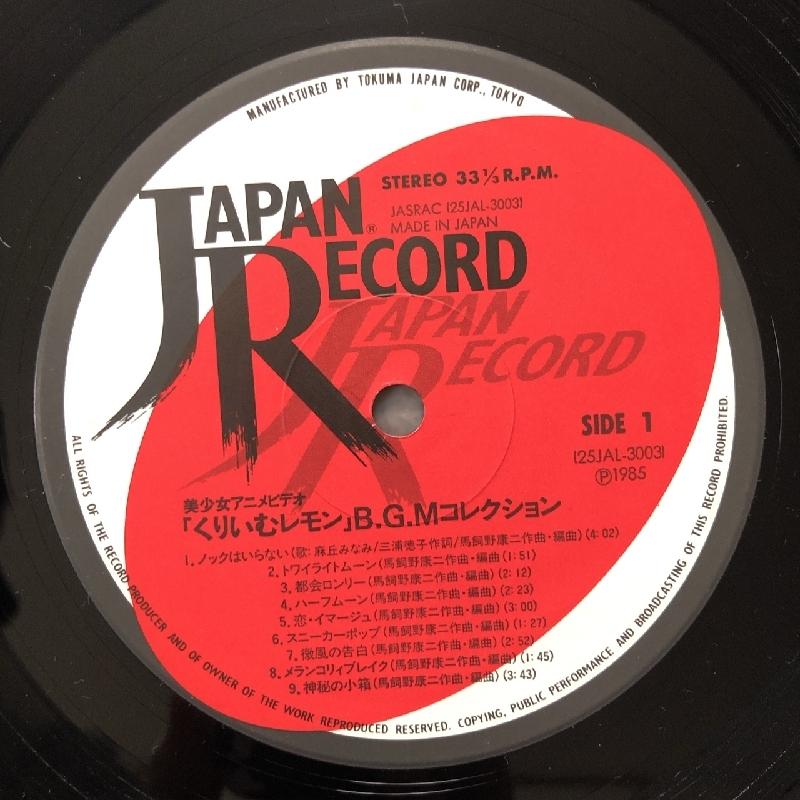 MANUFACTURED BY TOKUMA JAPAN CORP., TOKYO
STEREO 33⅓ R.P.M.
JAPAN® RECORD
JASRAC (25JAL-3003)
MADE IN JAPAN
JAPAN
RECORD
SIDE 1
(25JAL-3003)
Ⓟ1985
美少女アニメビデオ
「くりいむレモン」B.G.Mコレクション
1. ノックはいらない (歌: 麻丘みなみ/三浦徳子作詞/馬飼野康二作曲・編曲) (4:02)
2. トワイライトムーン (馬飼野康二作曲・編曲) (1:51)
3. 都会ロンリー (馬飼野康二作曲・編曲) (2:12)
4. ハーフムーン (馬飼野康二作曲・編曲) (2:23)
5. 恋・イマージュ (馬飼野康二作曲・編曲) (3:00)
6. スニーカーポップ (馬飼野康二作曲・編曲) (1:27)
7. 微風の告白 (馬飼野康二作曲・編曲) (2:52)
8. メランコリィブレイク (馬飼野康二作曲・編曲) (1:45)
9. 神秘の小箱 (馬飼野康二作曲・編曲) (3:43)
ALL RIGHTS OF THE RECORD PRODUCER AND OF OWNER OF THE WORK REPRODUCED RESERVED. COPYING, PUBLIC PERFORMANCE AND BROADCASTING OF THIS RECORD PROHIBITED.